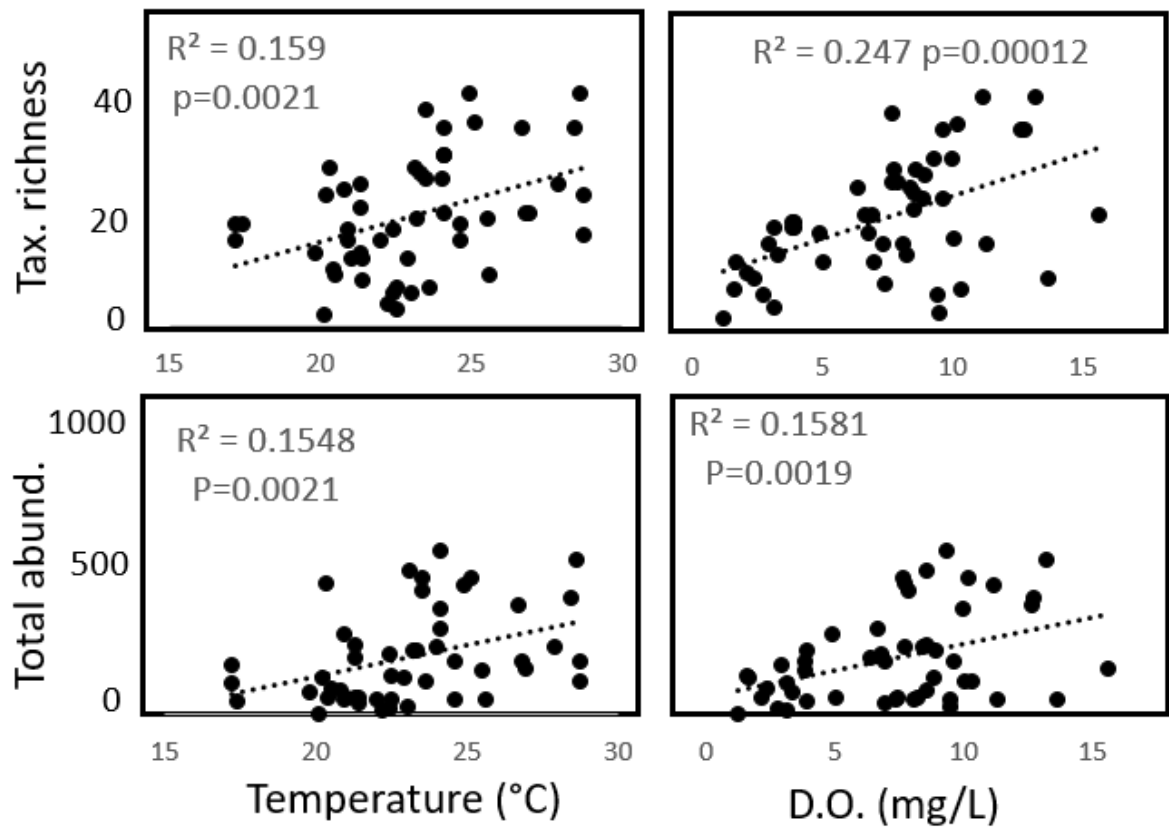 R² = 0.159
p=0.0021
R² = 0.247 p=0.00012
Tax. richness
40
20
0
15 20 25 30
0 5 10 15
R² = 0.1548
P=0.0021
R² = 0.1581
P=0.0019
Total abund.
1000
500
0
15 20 25 30
0 5 10 15
Temperature (°C)
D.O. (mg/L)